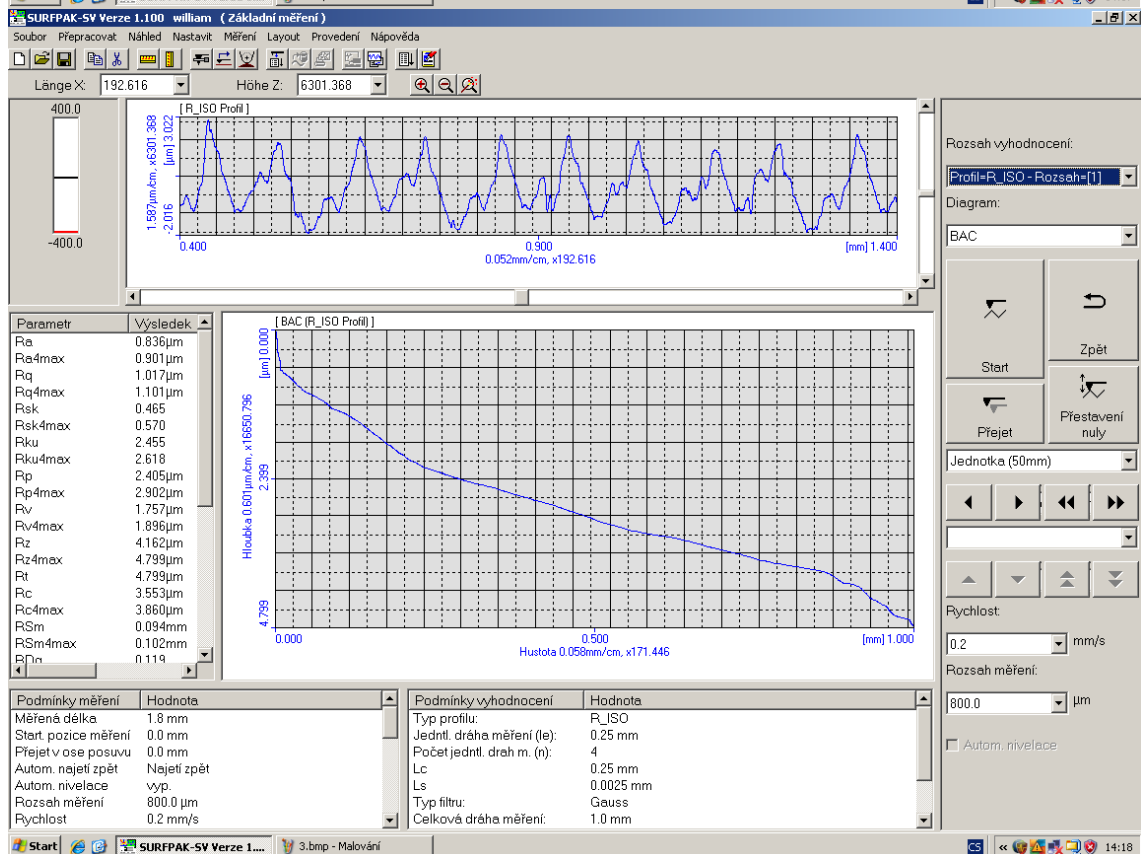 SURFPAK-SV Verze 1.100 william ( Základní měření )
Soubor Přepracovat Náhled Nastavit Měření Layout Provedení Nápověda
Länge X: 192.616 Höhe Z: 6301.368
400.0
-400.0
[ R_ISO Profil ]
1.587µm/cm, x6301.368
-2.016 [µm] 3.022
0.400 0.900 [mm] 1.400
0.052mm/cm, x192.616
Rozsah vyhodnocení:
Profil=R_ISO - Rozsah=[1]
Diagram:
BAC
Start
Zpět
Přejet
Přestavení nuly
Jednotka (50mm)
Rychlost:
0.2 mm/s
Rozsah měření:
800.0 µm
Autom. nivelace
Parametr Výsledek
Ra 0.836µm
Ra4max 0.901µm
Rq 1.017µm
Rq4max 1.101µm
Rsk 0.465
Rsk4max 0.570
Rku 2.455
Rku4max 2.618
Rp 2.405µm
Rp4max 2.902µm
Rv 1.757µm
Rv4max 1.896µm
Rz 4.162µm
Rz4max 4.799µm
Rt 4.799µm
Rc 3.553µm
Rc4max 3.860µm
RSm 0.094mm
RSm4max 0.102mm
RDq 0.119
[ BAC (R_ISO Profil) ]
Hloubka 0.601µm/cm, x16650.796
4.799 2.399 [µm] 0.000
0.000 0.500 [mm] 1.000
Hustota 0.058mm/cm, x171.446
Podmínky měření Hodnota
Měřená délka 1.8 mm
Start. pozice měření 0.0 mm
Přejet v ose posuvu 0.0 mm
Autom. najetí zpět Najetí zpět
Autom. nivelace vyp.
Rozsah měření 800.0 µm
Rychlost 0.2 mm/s
Podmínky vyhodnocení Hodnota
Typ profilu: R_ISO
Jedntl. dráha měření (le): 0.25 mm
Počet jedntl. drah m. (n): 4
Lc 0.25 mm
Ls 0.0025 mm
Typ filtru: Gauss
Celková dráha měření: 1.0 mm
Start
SURFPAK-SV Verze 1....
3.bmp - Malování
CS
14:18